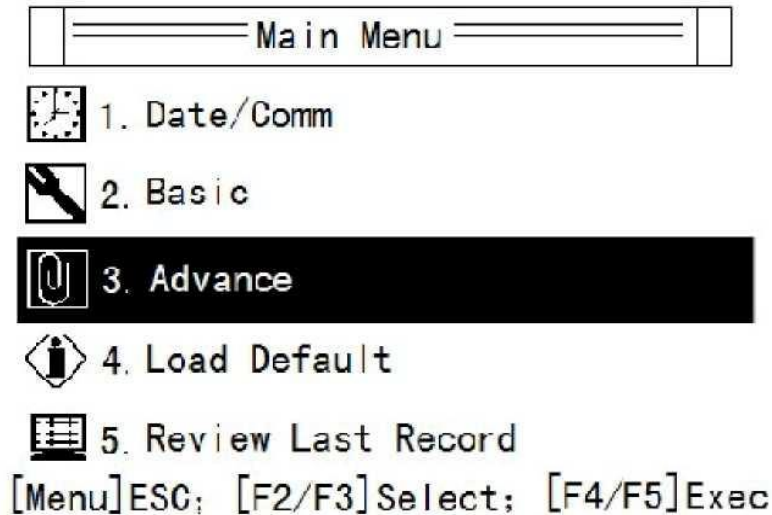 Main Menu
1. Date/Comm
2. Basic
3. Advance
4. Load Default
5. Review Last Record
[Menu]ESC; [F2/F3]Select; [F4/F5]Exec